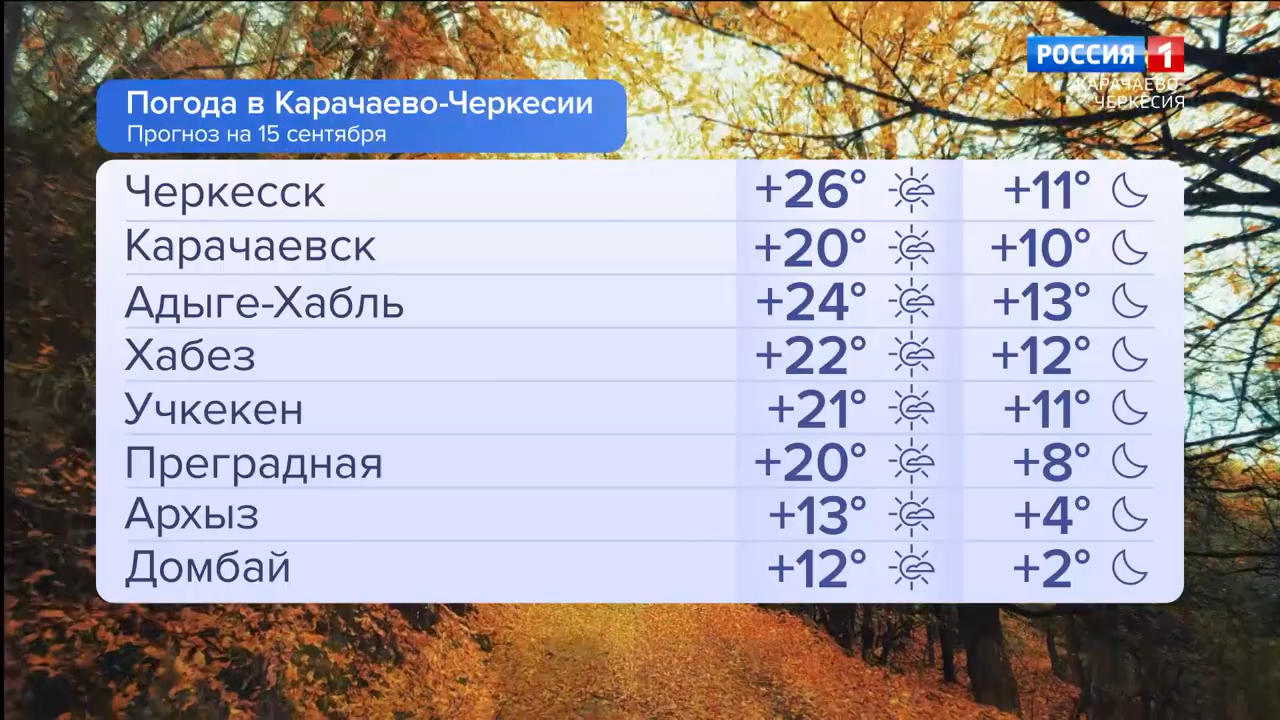 РОССИЯ 1
КАРАЧАЕВО-
ЧЕРКЕСИЯ
Погода в Карачаево-Черкесии
Прогноз на 15 сентября
Черкесск +26° +11°
Карачаевск +20° +10°
Адыге-Хабль +24° +13°
Хабез +22° +12°
Учкекен +21° +11°
Преградная +20° +8°
Архыз +13° +4°
Домбай +12° +2°